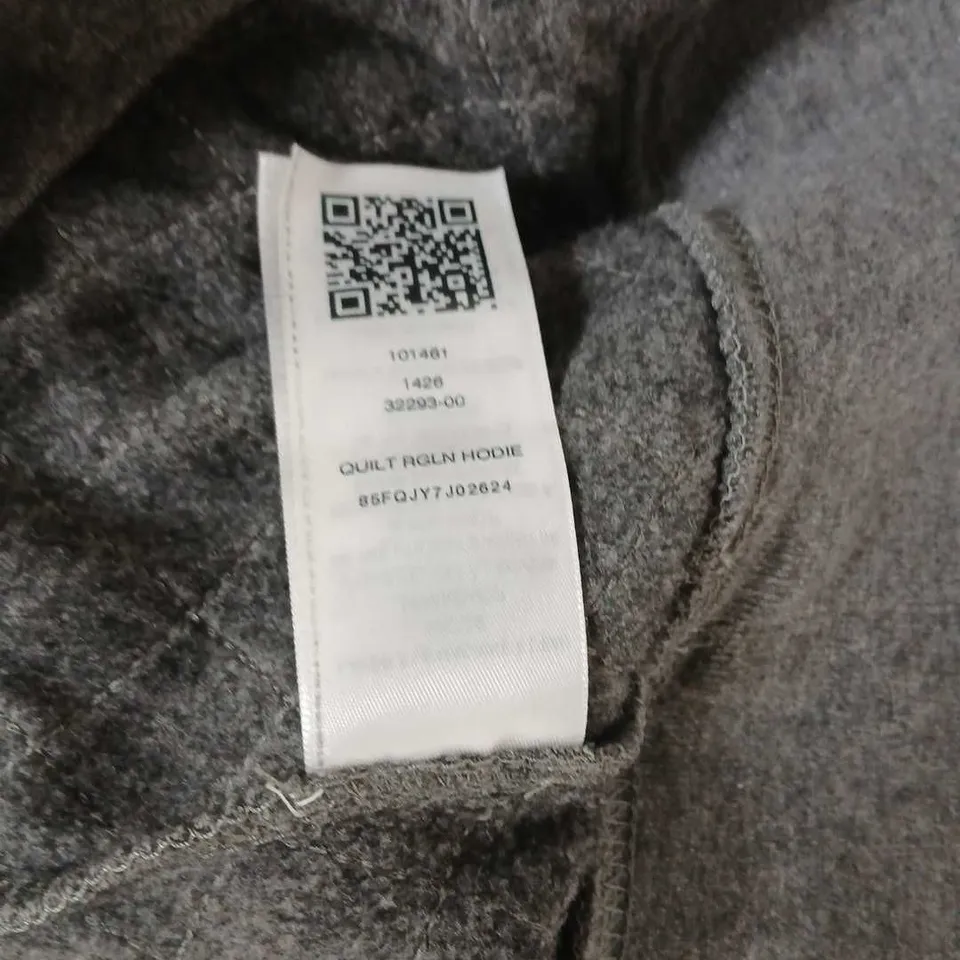 101461
1426
32293-00
QUILT RGLN HODIE
85FQJY7J02624